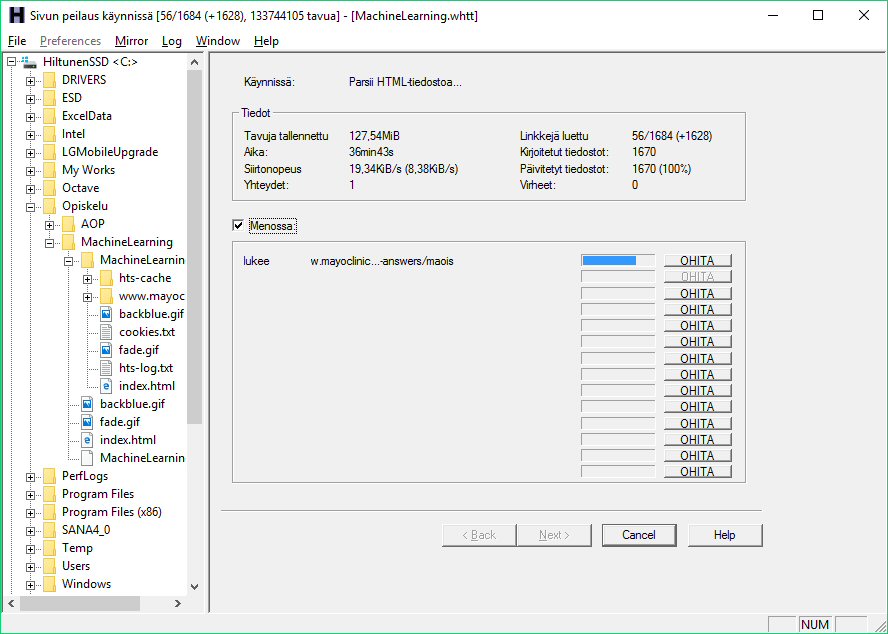 Sivun peilaus käynnissä [56/1684 (+1628), 133744105 tavua] - [MachineLearning.whtt]
File Preferences Mirror Log Window Help
HiltunenSSD <C:>
DRIVERS
ESD
ExcelData
Intel
LGMobileUpgrade
My Works
Octave
Opiskelu
AOP
MachineLearning
MachineLearnin
hts-cache
www.mayoc
backblue.gif
cookies.txt
fade.gif
hts-log.txt
index.html
backblue.gif
fade.gif
index.html
MachineLearnin
PerfLogs
Program Files
Program Files (x86)
SANA4_0
Temp
Users
Windows
Käynnissä: Parsii HTML-tiedostoa...
Tiedot
Tavuja tallennettu 127,54MiB Linkkejä luettu 56/1684 (+1628)
Aika: 36min43s Kirjoitetut tiedostot: 1670
Siirtonopeus 19,34KiB/s (8,38KiB/s) Päivitetyt tiedostot: 1670 (100%)
Yhteydet: 1 Virheet: 0
Menossa:
lukee w.mayoclinic...-answers/maois OHITA
OHITA
OHITA
OHITA
OHITA
OHITA
OHITA
OHITA
OHITA
OHITA
OHITA
OHITA
OHITA
OHITA
< Back Next > Cancel Help
NUM